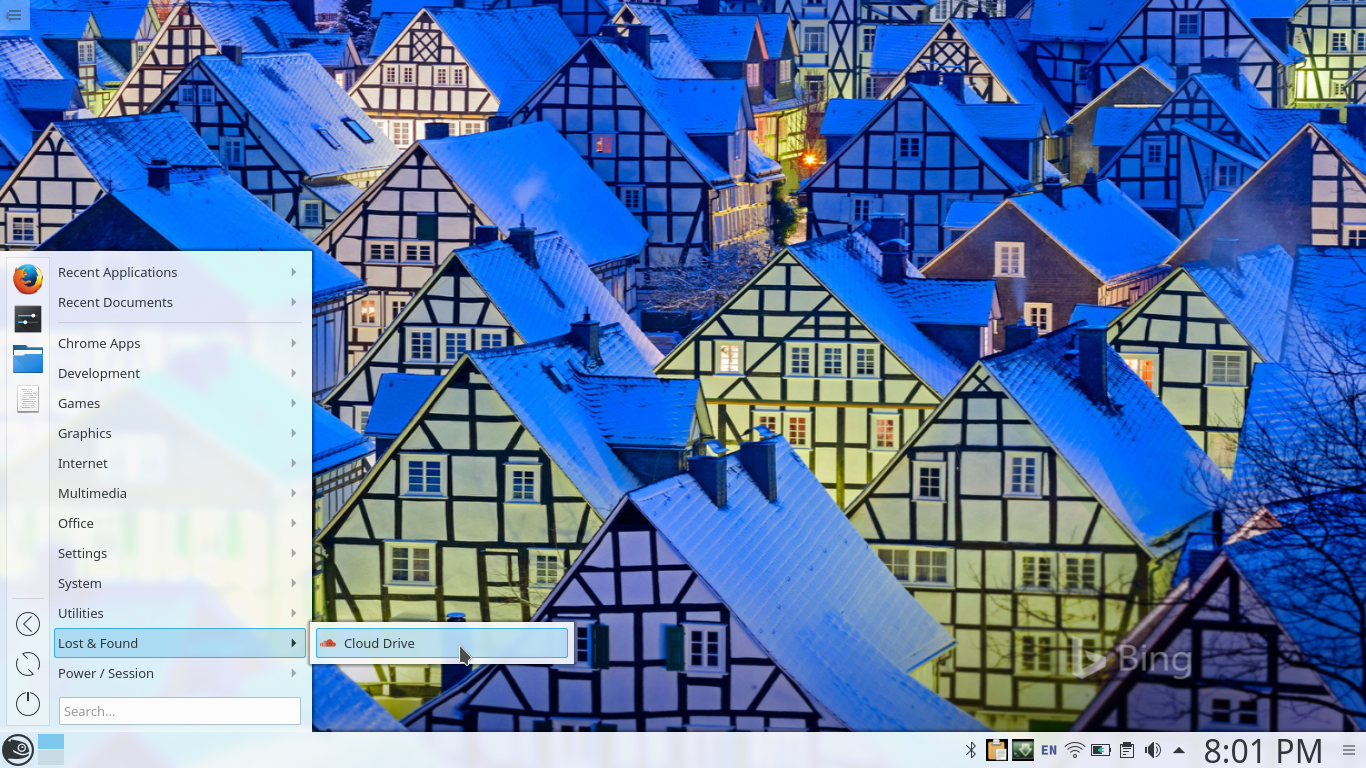 Recent Applications
Recent Documents
Chrome Apps
Development
Games
Graphics
Internet
Multimedia
Office
Settings
System
Utilities
Lost & Found
Cloud Drive
Power / Session
Search...
Bing
EN
8:01 PM